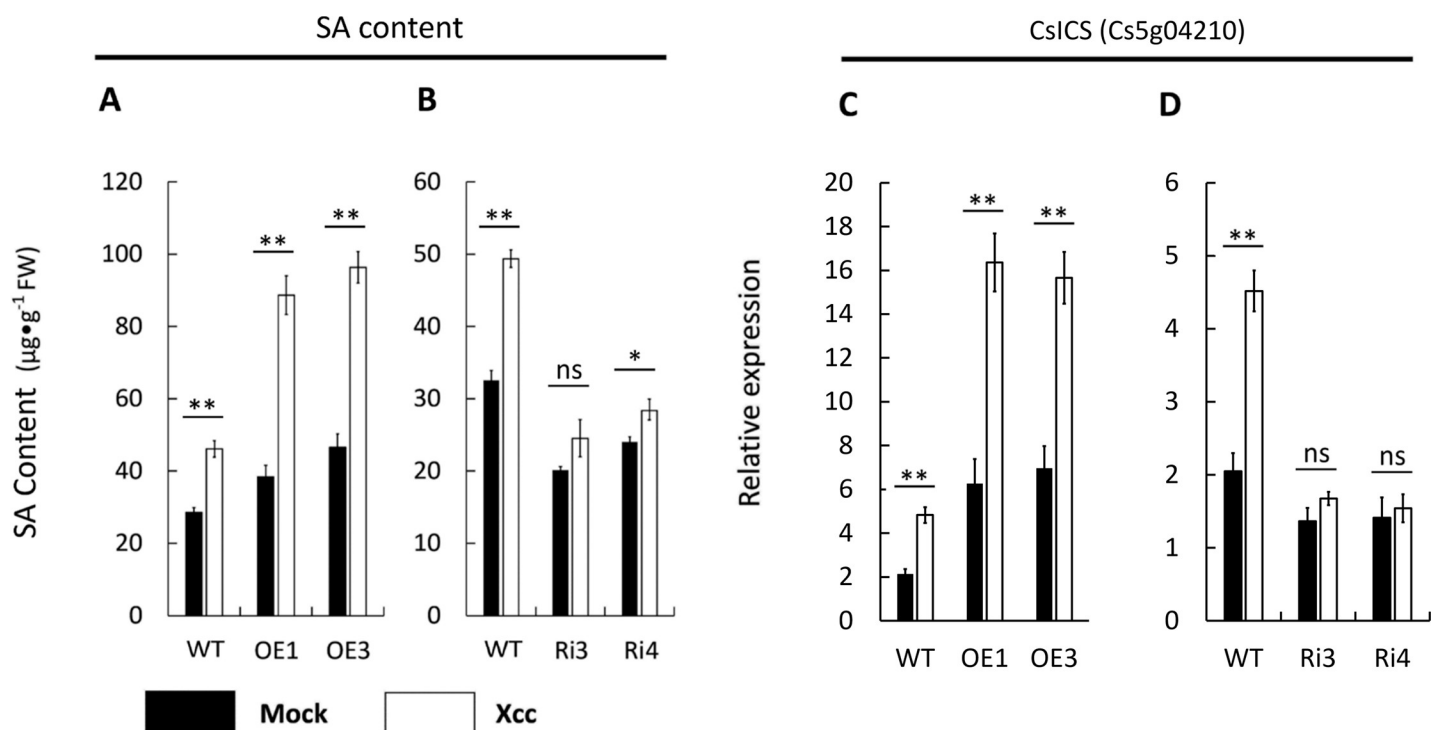 SA content
CsICS (Cs5g04210)
A
B
C
D
SA Content (µg•g⁻¹ FW)
120
100
80
60
40
20
0
**
**
**
WT
OE1
OE3
60
50
40
30
20
10
0
**
ns
*
WT
Ri3
Ri4
Relative expression
20
18
16
14
12
10
8
6
4
2
0
**
**
**
WT
OE1
OE3
6
5
4
3
2
1
0
**
ns
ns
WT
Ri3
Ri4
Mock
Xcc